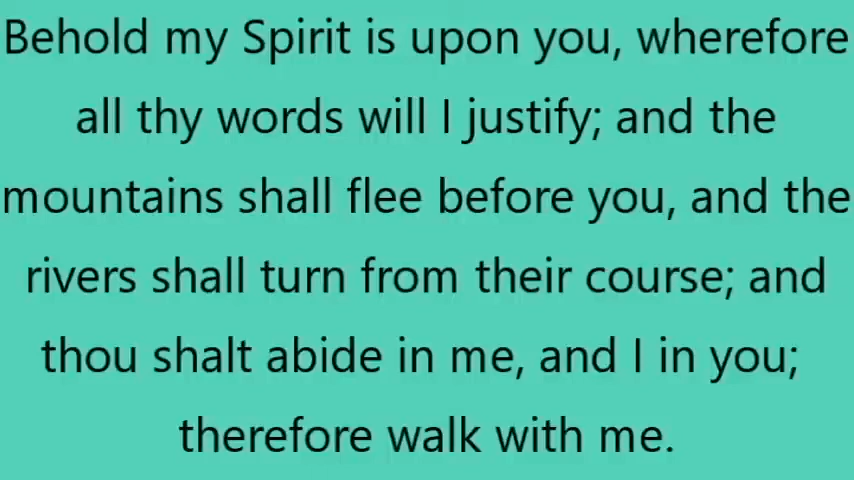 Behold my Spirit is upon you, wherefore
all thy words will I justify; and the
mountains shall flee before you, and the
rivers shall turn from their course; and
thou shalt abide in me, and I in you;
therefore walk with me.